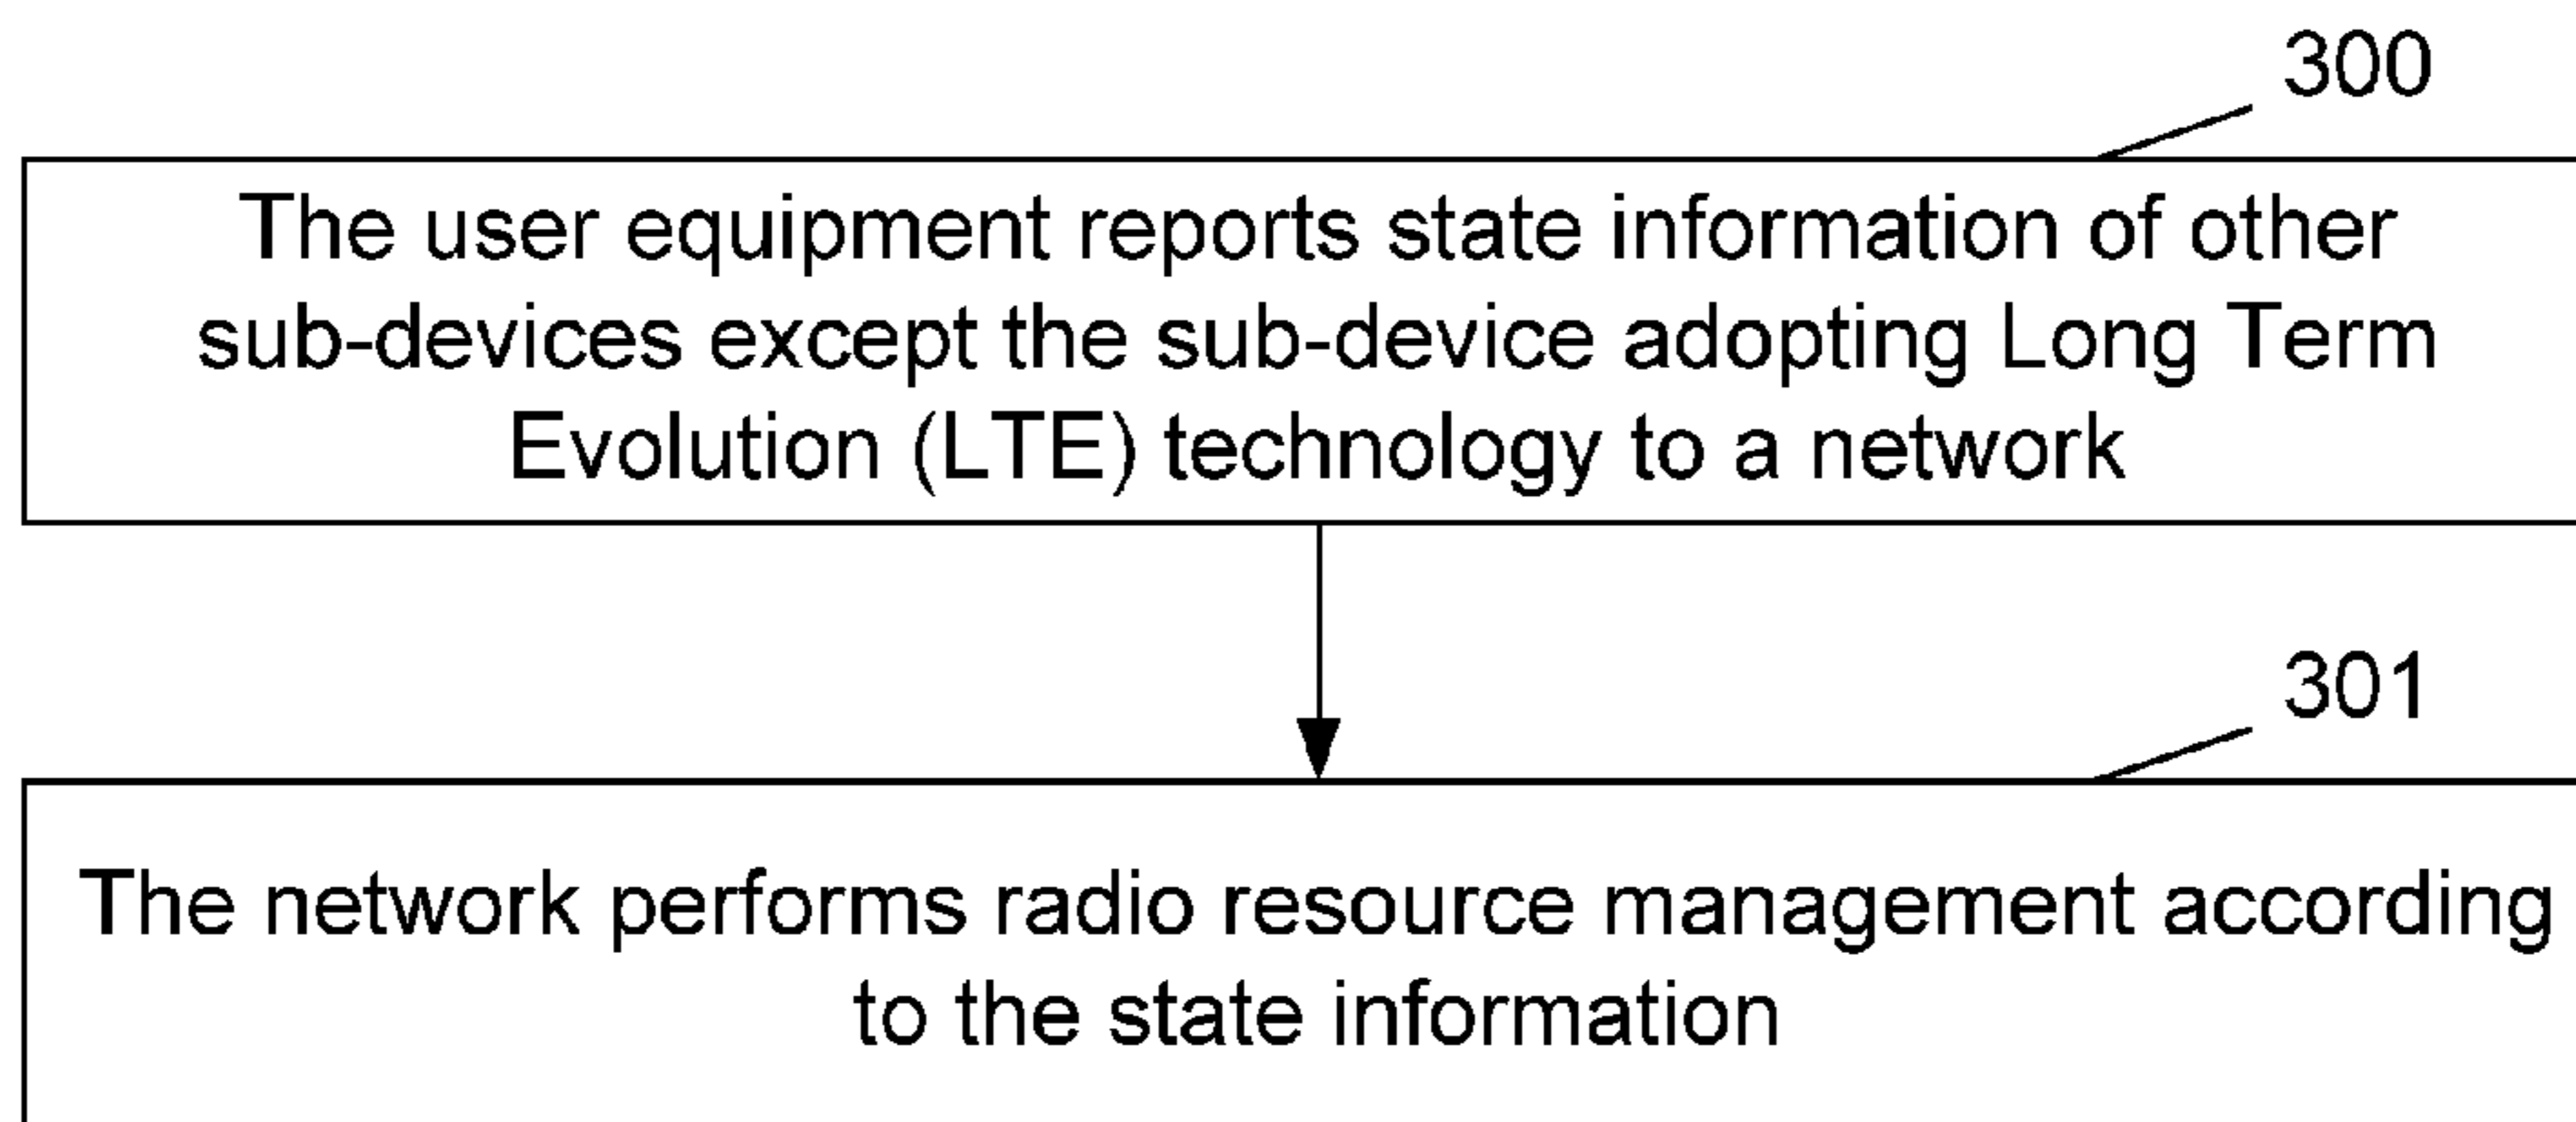 300
The user equipment reports state information of other
sub-devices except the sub-device adopting Long Term
Evolution (LTE) technology to a network
301
The network performs radio resource management according
to the state information